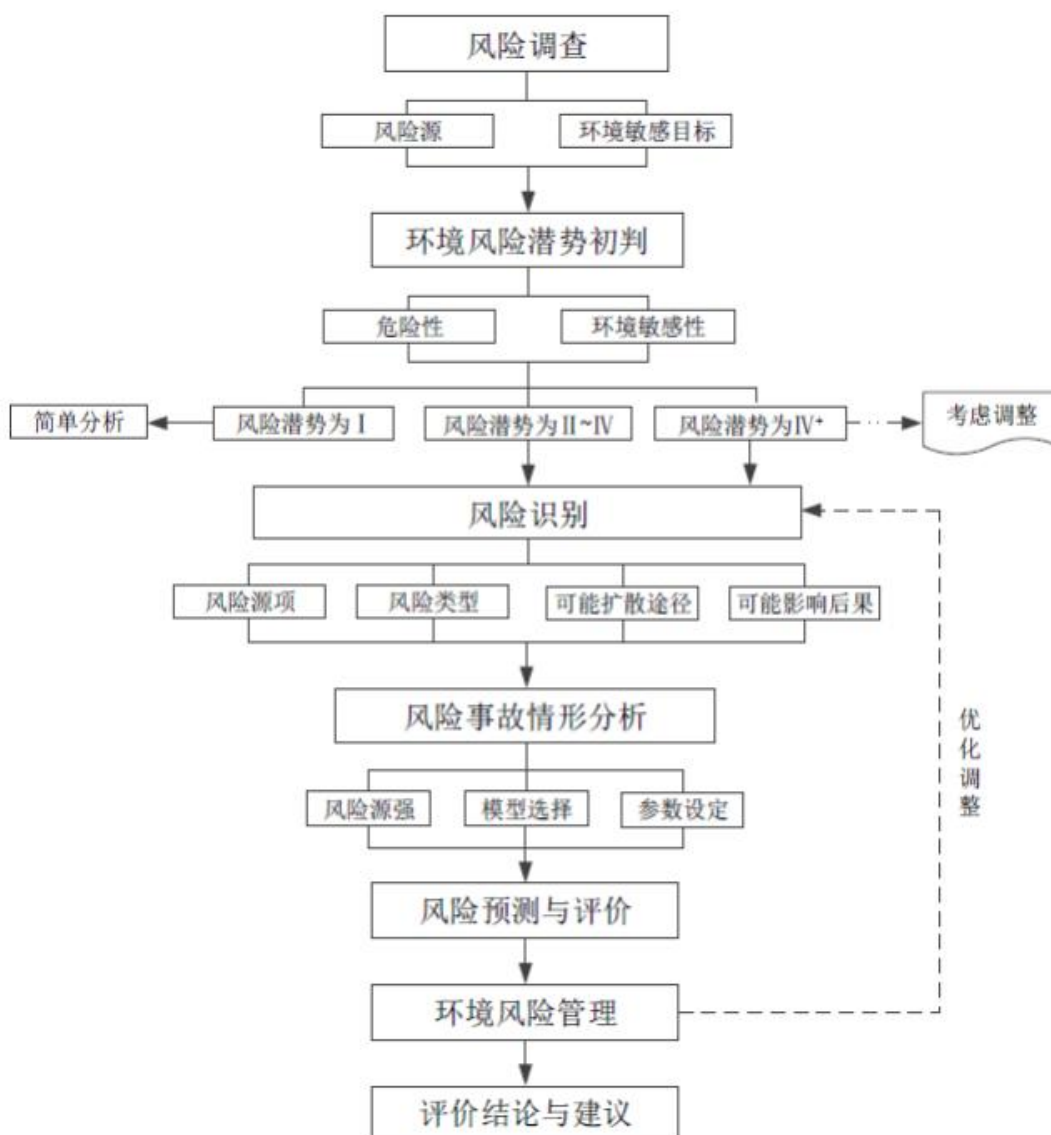 风险调查
风险源
环境敏感目标
环境风险潜势初判
危险性
环境敏感性
简单分析
风险潜势为Ⅰ
风险潜势为Ⅱ~Ⅳ
风险潜势为Ⅳ+
考虑调整
风险识别
风险源项
风险类型
可能扩散途径
可能影响后果
风险事故情形分析
优化调整
风险源强
模型选择
参数设定
风险预测与评价
环境风险管理
评价结论与建议